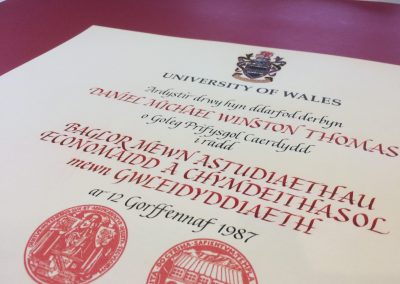 UNIVERSITY OF WALES
Ardystir drwy hyn ddarfod derbyn
DANIEL MICHAEL WINSTON THOMAS
o Goleg Prifysgol Caerdydd
i radd
BAGLOR MEWN ASTUDIAETHAU
ECONOMAIDD A CHYMDEITHASOL
mewn GWLEIDYDDIAETH
ar 12 Gorffennaf 1987